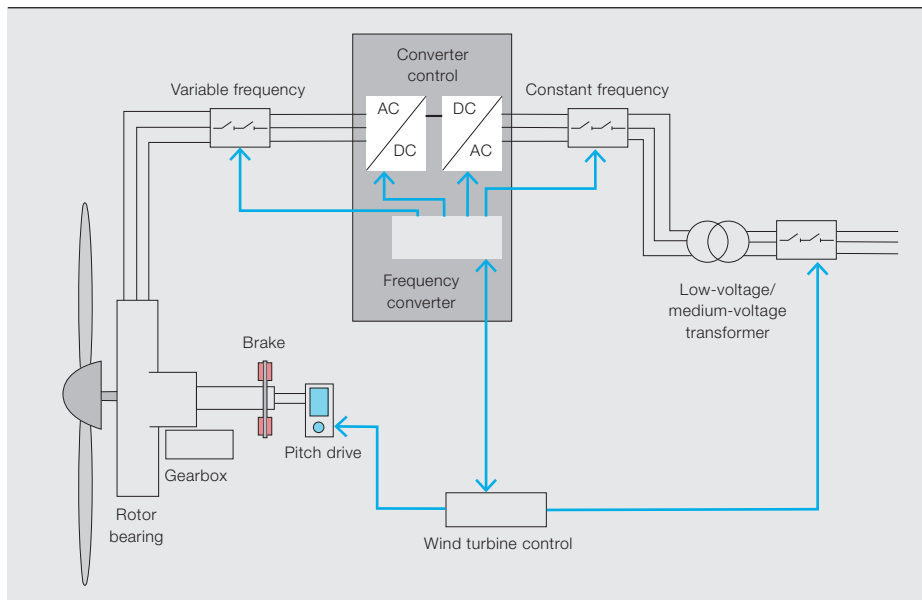 Converter
control
Variable frequency
Constant frequency
AC
DC
DC
AC
Frequency
converter
Low-voltage/
medium-voltage
transformer
Brake
Pitch drive
Gearbox
Rotor
bearing
Wind turbine control